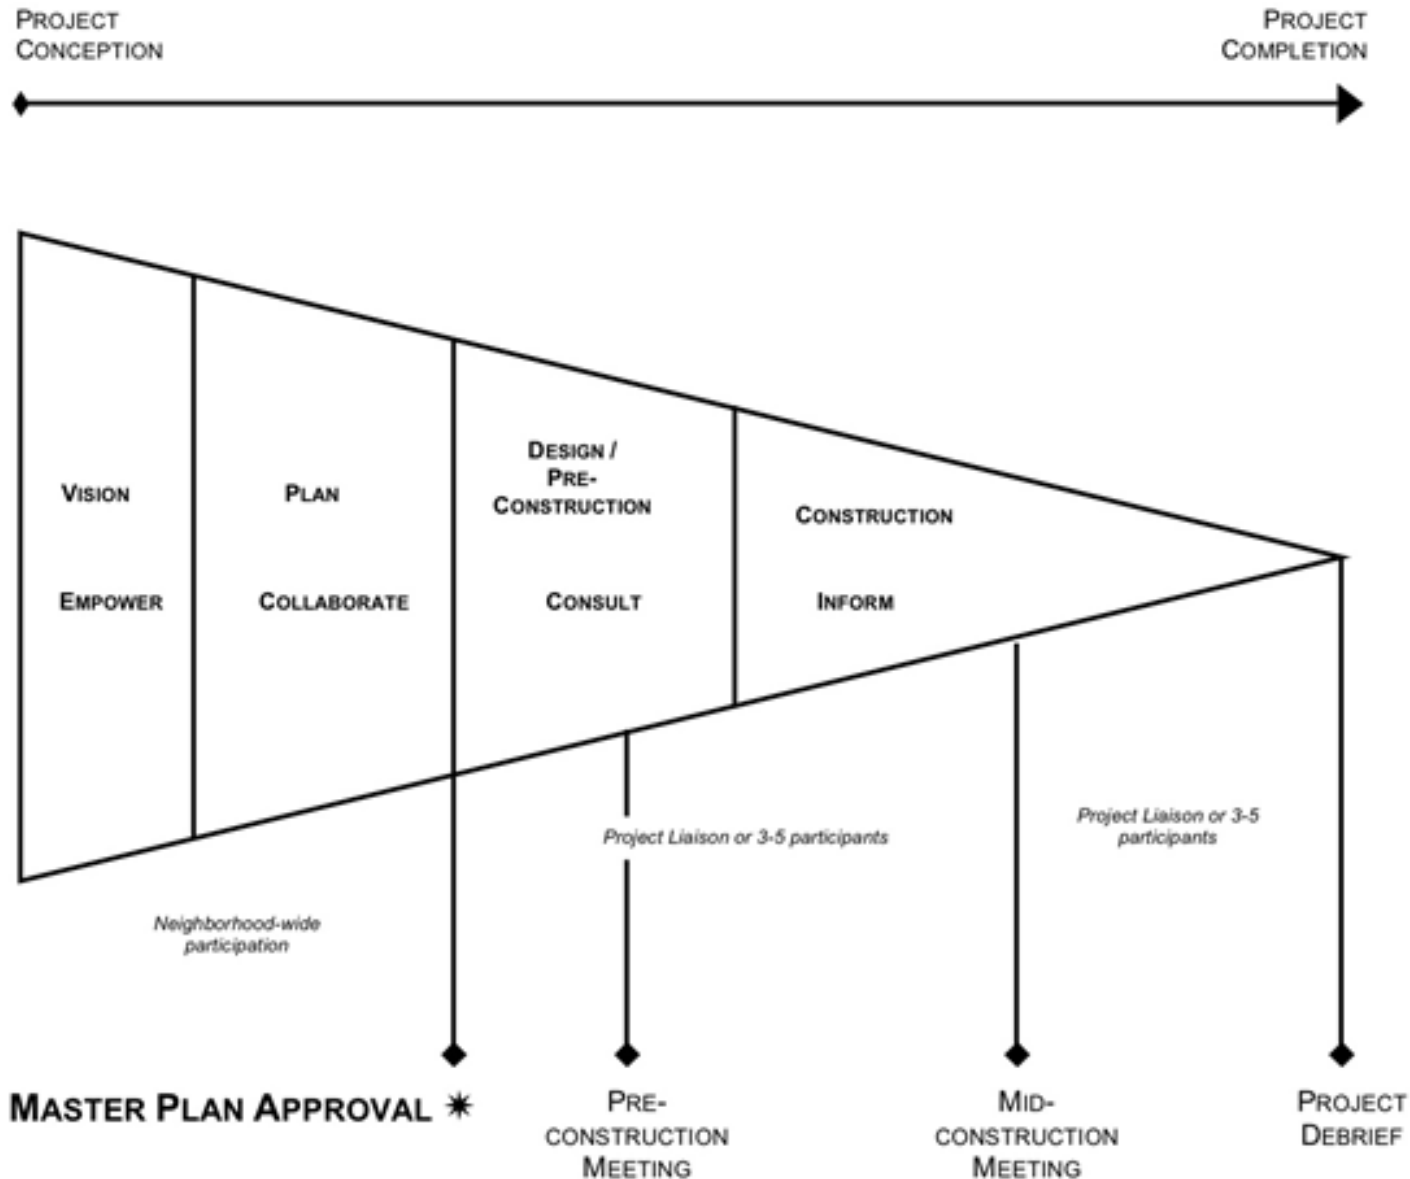 PROJECT
CONCEPTION
PROJECT
COMPLETION
VISION
PLAN
DESIGN /
PRE-
CONSTRUCTION
CONSTRUCTION
EMPOWER
COLLABORATE
CONSULT
INFORM
Project Liaison or 3-5 participants
Project Liaison or 3-5
participants
Neighborhood-wide
participation
MASTER PLAN APPROVAL ✷
PRE-
CONSTRUCTION
MEETING
MID-
CONSTRUCTION
MEETING
PROJECT
DEBRIEF